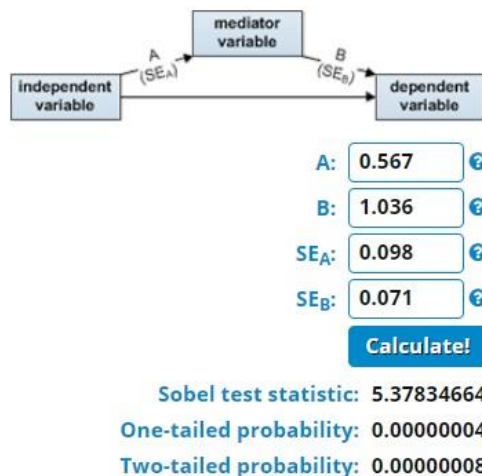 mediator
variable
A
(SEA)
B
(SEB)
independent
variable
dependent
variable
A: 0.567 ?
B: 1.036 ?
SEA: 0.098 ?
SEB: 0.071 ?
Calculate!
Sobel test statistic: 5.37834664
One-tailed probability: 0.00000004
Two-tailed probability: 0.00000008